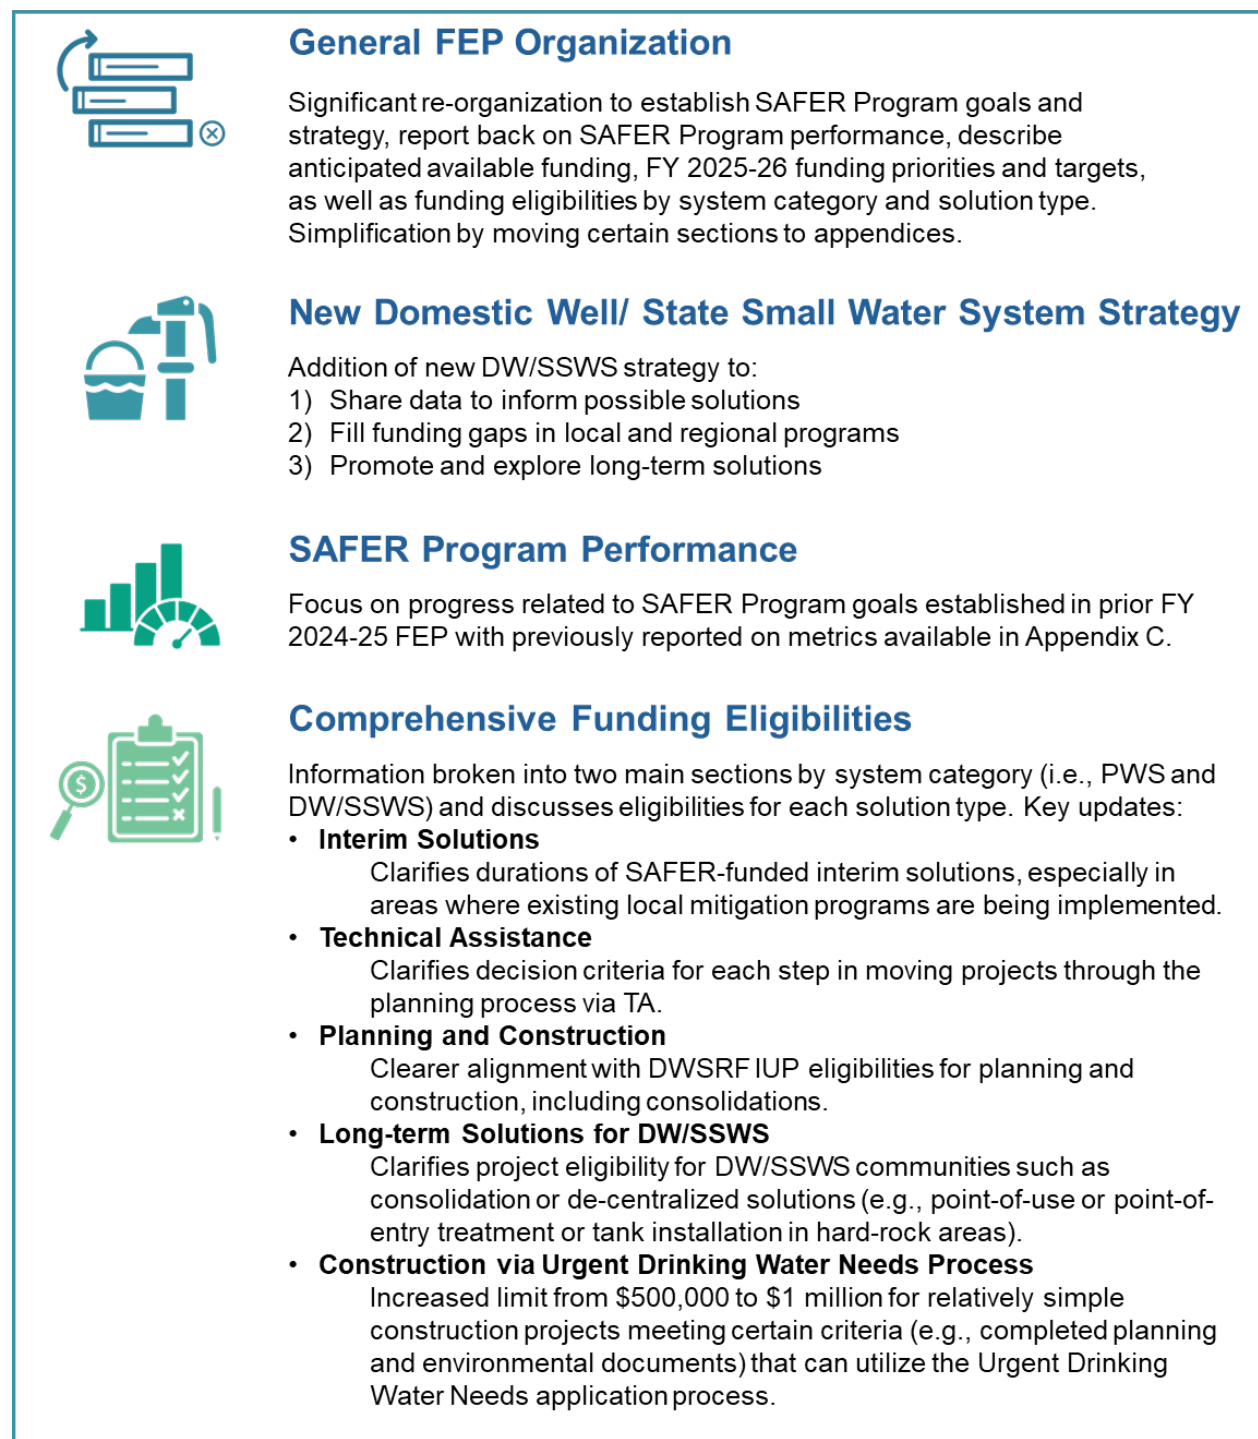 General FEP Organization
Significant re-organization to establish SAFER Program goals and
strategy, report back on SAFER Program performance, describe
anticipated available funding, FY 2025-26 funding priorities and targets,
as well as funding eligibilities by system category and solution type.
Simplification by moving certain sections to appendices.
New Domestic Well/ State Small Water System Strategy
Addition of new DW/SSWS strategy to:
1) Share data to inform possible solutions
2) Fill funding gaps in local and regional programs
3) Promote and explore long-term solutions
SAFER Program Performance
Focus on progress related to SAFER Program goals established in prior FY
2024-25 FEP with previously reported on metrics available in Appendix C.
$
Comprehensive Funding Eligibilities
Information broken into two main sections by system category (i.e., PWS and
DW/SSWS) and discusses eligibilities for each solution type. Key updates:
• Interim Solutions
Clarifies durations of SAFER-funded interim solutions, especially in
areas where existing local mitigation programs are being implemented.
• Technical Assistance
Clarifies decision criteria for each step in moving projects through the
planning process via TA.
• Planning and Construction
Clearer alignment with DWSRF IUP eligibilities for planning and
construction, including consolidations.
• Long-term Solutions for DW/SSWS
Clarifies project eligibility for DW/SSWS communities such as
consolidation or de-centralized solutions (e.g., point-of-use or point-of-
entry treatment or tank installation in hard-rock areas).
• Construction via Urgent Drinking Water Needs Process
Increased limit from $500,000 to $1 million for relatively simple
construction projects meeting certain criteria (e.g., completed planning
and environmental documents) that can utilize the Urgent Drinking
Water Needs application process.